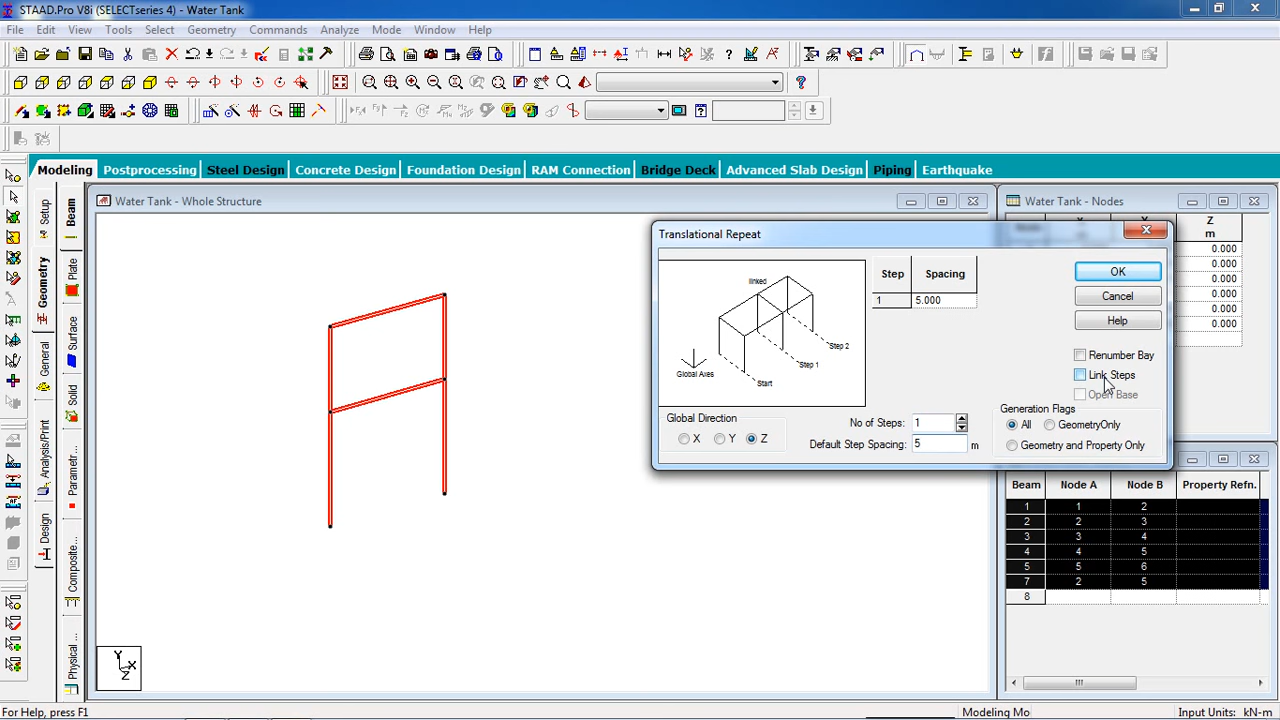 STAAD.Pro V8i (SELECTseries 4) - Water Tank
File Edit View Tools Select Geometry Commands Analyze Mode Window Help
Modeling Postprocessing Steel Design Concrete Design Foundation Design RAM Connection Bridge Deck Advanced Slab Design Piping Earthquake
Setup
Geometry
General
Analysis/Print
Design
Beam
Plate
Surface
Solid
Parametr...
Composite...
Physical ...
Water Tank - Whole Structure
Y
X
Z
Water Tank - Nodes
Z
m
0.000
0.000
0.000
0.000
0.000
0.000
Translational Repeat
linked
Step 2
Step 1
Start
Global Axes
Step Spacing
1 5.000
OK
Cancel
Help
Renumber Bay
Link Steps
Open Base
Global Direction
X Y Z
No of Steps: 1
Default Step Spacing: 5 m
Generation Flags
All GeometryOnly
Geometry and Property Only
Beam Node A Node B Property Refn.
1 1 2
2 2 3
3 3 4
4 4 5
5 5 6
7 2 5
8
For Help, press F1
Modeling Mo
Input Units: kN-m